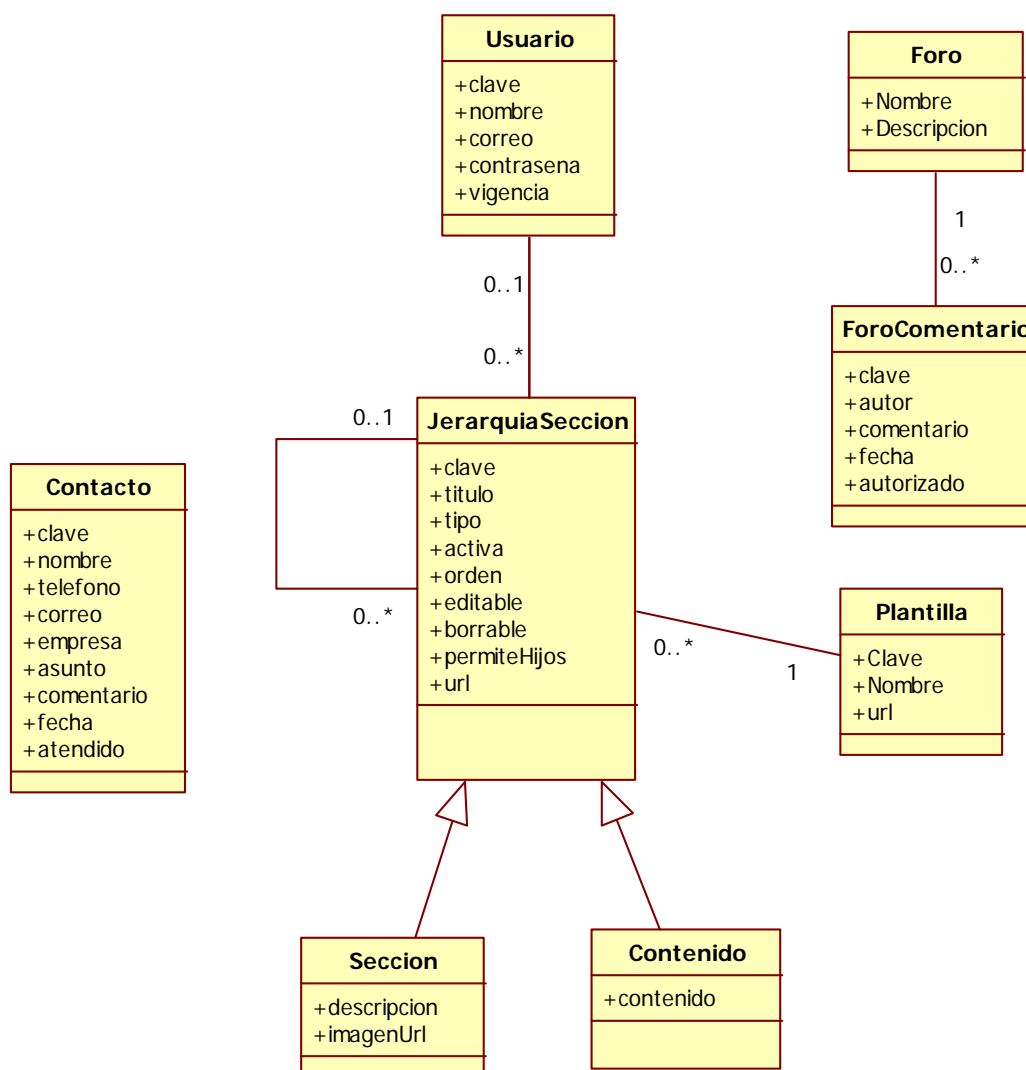 Usuario
+clave
+nombre
+correo
+contrasena
+vigencia
Foro
+Nombre
+Descripcion
1
0..*
0..1
0..*
ForoComentario
+clave
+autor
+comentario
+fecha
+autorizado
0..1
0..*
JerarquiaSeccion
+clave
+titulo
+tipo
+activa
+orden
+editable
+borrable
+permiteHijos
+url
Contacto
+clave
+nombre
+telefono
+correo
+empresa
+asunto
+comentario
+fecha
+atendido
0..*
1
Plantilla
+Clave
+Nombre
+url
Seccion
+descripcion
+imagenUrl
Contenido
+contenido